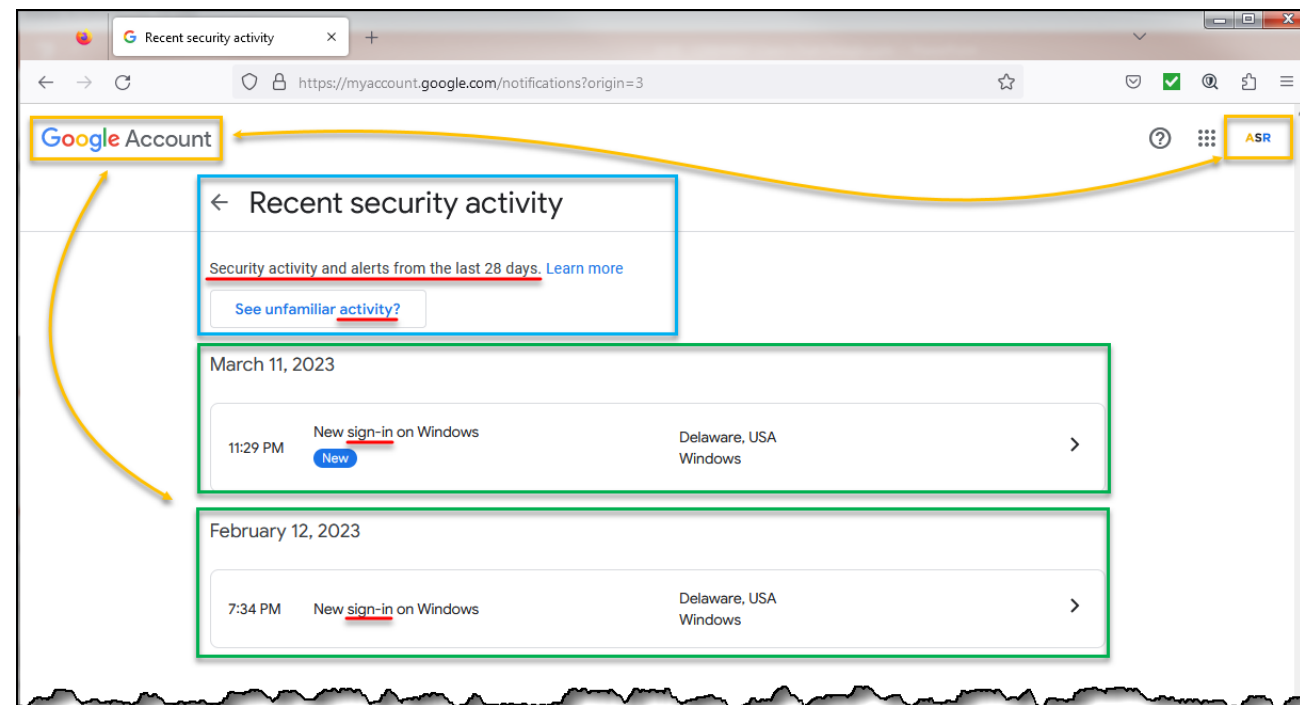 Recent security activity
https://myaccount.google.com/notifications?origin=3
Google Account
ASR
Recent security activity
Security activity and alerts from the last 28 days. Learn more
See unfamiliar activity?
March 11, 2023
11:29 PM
New sign-in on Windows
New
Delaware, USA
Windows
February 12, 2023
7:34 PM
New sign-in on Windows
Delaware, USA
Windows